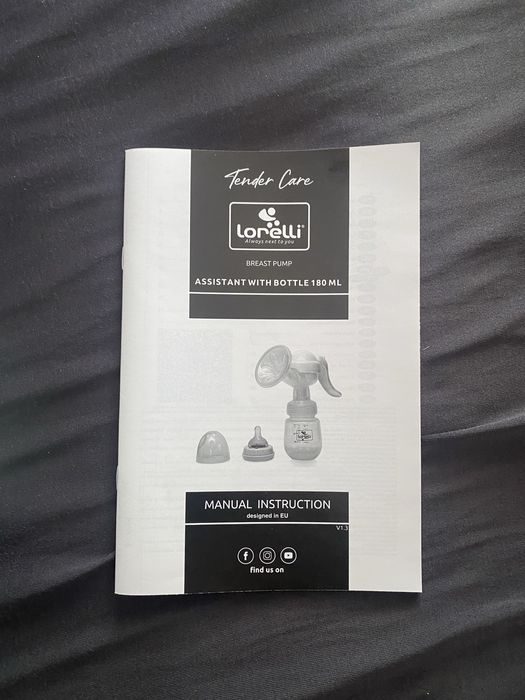 Tender Care
Lorelli®
Always next to you
BREAST PUMP
ASSISTANT WITH BOTTLE 180 ML
lorelli
MANUAL INSTRUCTION
designed in EU
V1.3
find us on